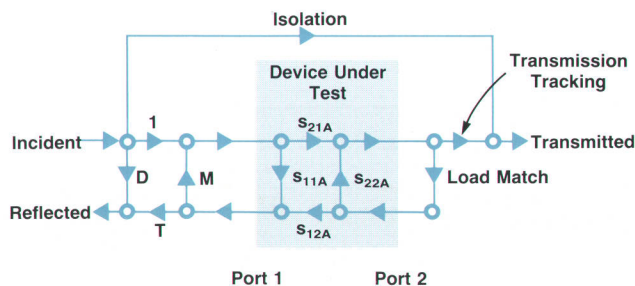 Isolation
Device Under
Test
Transmission
Tracking
1
S21A
Incident
Transmitted
D
M
S11A
S22A
Load Match
Reflected
T
S12A
Port 1
Port 2